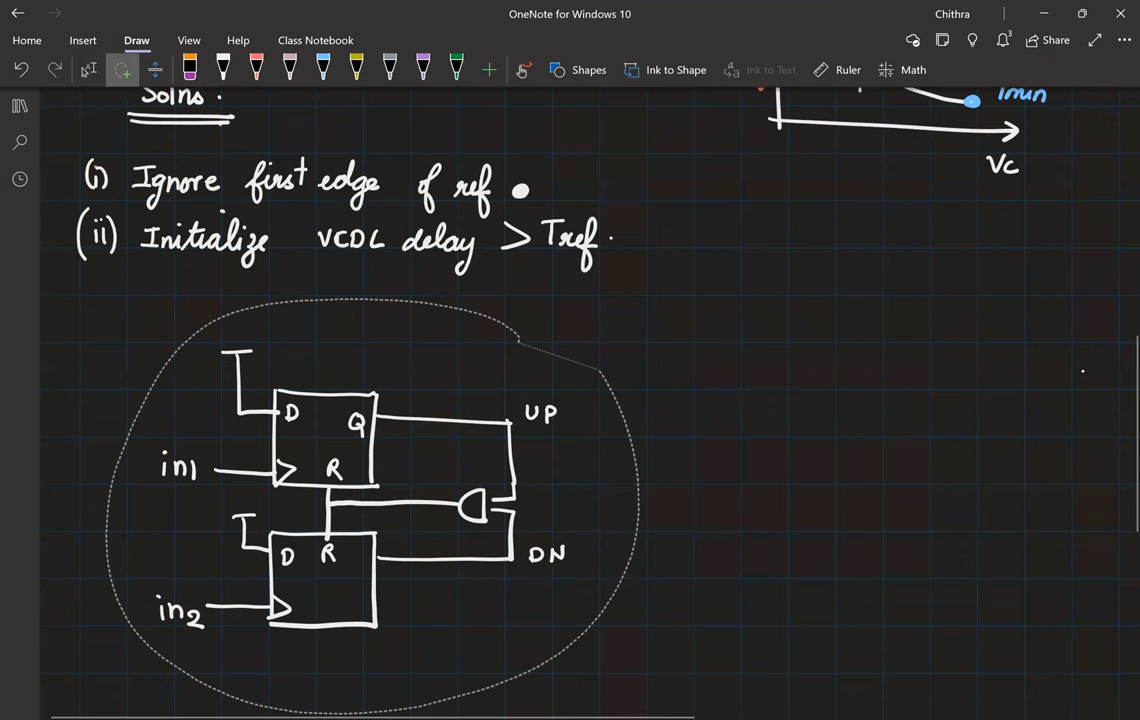 OneNote for Windows 10
Chithra
Home Insert Draw View Help Class Notebook
Share
Shapes Ink to Shape Ink to Text Ruler Math
Solns.
1min
Vc
(i) Ignore first edge of ref
(ii) Initialize VCDL delay > Tref.
D Q UP
in1 R
D R DN
in2